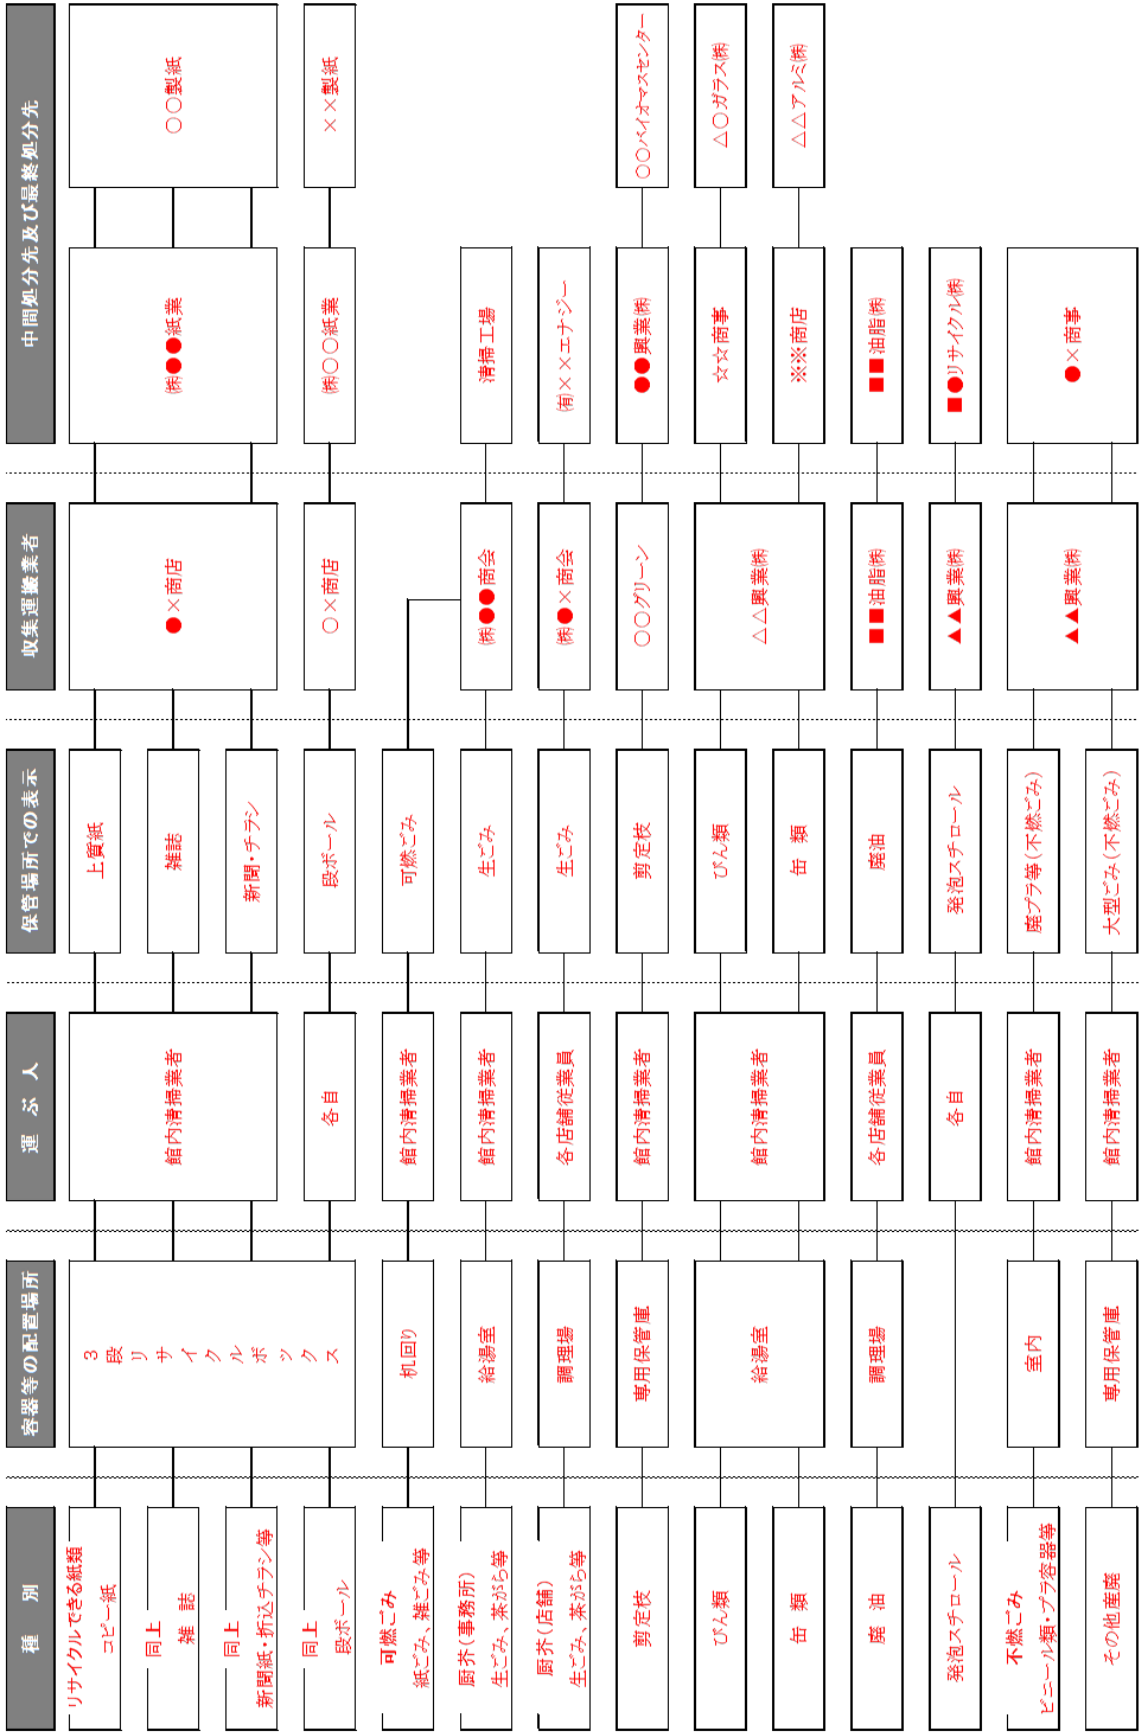 種　別
容器等の配置場所
運　ぶ　人
保管場所での表示
収集運搬業者
中間処分先及び最終処分先
リサイクルできる紙類
コピー紙
3段リサイクルボックス
館内清掃業者
上質紙
●×商店
㈱●●紙業
〇〇製紙
同上
雑　誌
雑誌
同上
新聞紙・折込チラシ等
新聞・チラシ
同上
段ボール
各自
段ボール
〇×商店
㈱〇〇紙業
××製紙
可燃ごみ
紙ごみ、雑ごみ等
机回り
館内清掃業者
可燃ごみ
厨芥（事務所）
生ごみ、茶がら等
給湯室
館内清掃業者
生ごみ
㈱●●商会
清掃工場
厨芥（店舗）
生ごみ、茶がら等
調理場
各店舗従業員
生ごみ
㈱●×商会
㈲××エナジー
剪定枝
専用保管庫
館内清掃業者
剪定枝
〇〇グリーン
●●興業㈱
〇〇バイオマスセンター
びん類
給湯室
館内清掃業者
びん類
△△興業㈱
☆☆商事
△〇ガラス㈱
缶　類
缶　類
※※商店
△△アルミ㈱
廃　油
調理場
各店舗従業員
廃油
■■油脂㈱
■■油脂㈱
発泡スチロール
各自
発泡スチロール
▲▲興業㈱
■●リサイクル㈱
不燃ごみ
ビニール類・プラ容器等
室内
館内清掃業者
廃プラ等（不燃ごみ）
▲▲興業㈱
●×商事
その他産廃
専用保管庫
館内清掃業者
大型ごみ（不燃ごみ）